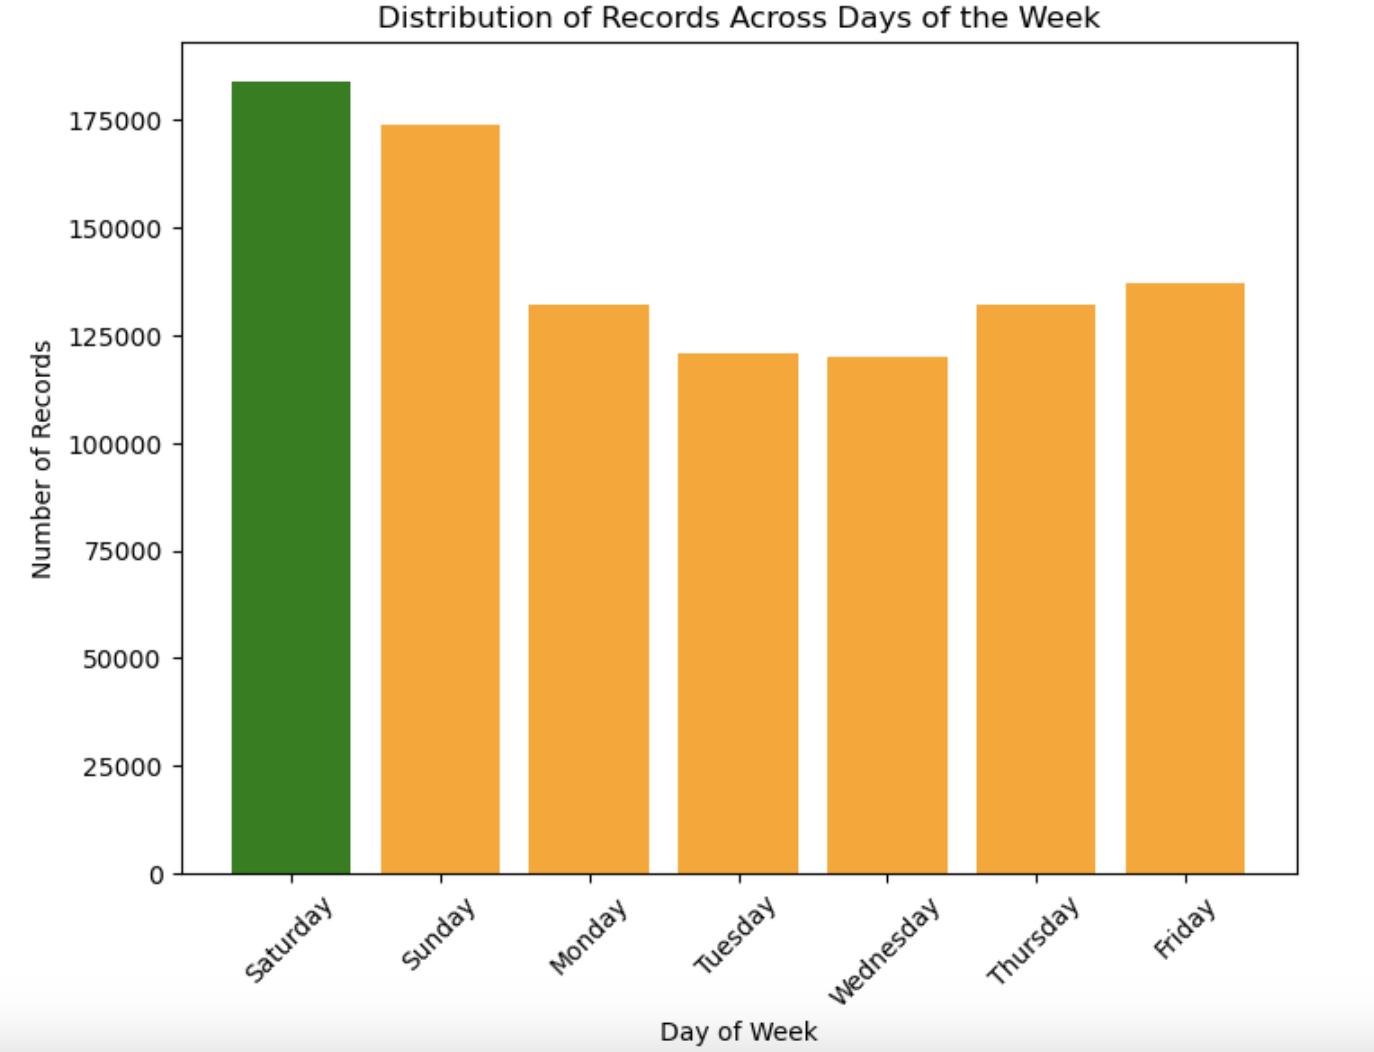 Distribution of Records Across Days of the Week
175000
150000
125000
100000
75000
50000
25000
0
Number of Records
Saturday
Sunday
Monday
Tuesday
Wednesday
Thursday
Friday
Day of Week